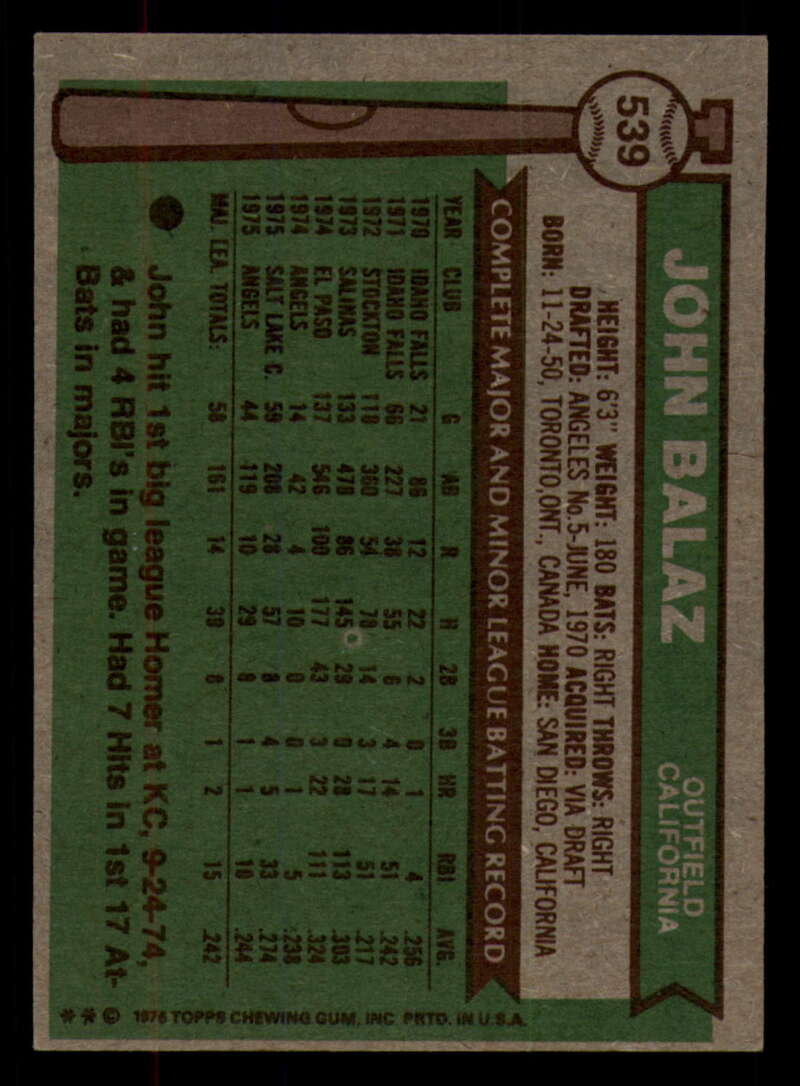 539
JOHN BALAZ
OUTFIELD
CALIFORNIA
HEIGHT: 6'3" WEIGHT: 180 BATS: RIGHT THROWS: RIGHT
DRAFTED: ANGELES No.5-JUNE, 1970 ACQUIRED: VIA DRAFT
BORN: 11-24-50, TORONTO, ONT., CANADA HOME: SAN DIEGO, CALIFORNIA
COMPLETE MAJOR AND MINOR LEAGUE BATTING RECORD
YEAR CLUB G AB R H 2B 3B HR RBI AVG.
1970 IDAHO FALLS 21 86 12 22 2 0 1 4 .256
1971 IDAHO FALLS 66 227 38 55 6 4 14 51 .242
1972 STOCKTON 118 360 54 78 14 3 17 51 .217
1973 SALINAS 133 478 86 145 29 0 28 113 .303
1974 EL PASO 137 546 100 177 43 3 22 111 .324
1974 ANGELS 14 42 4 10 0 0 1 5 .238
1975 SALT LAKE C. 59 208 28 57 8 4 5 33 .274
1975 ANGELS 44 119 10 29 8 1 1 10 .244
MAJ. LEA. TOTALS: 58 161 14 39 8 1 2 15 .242
John hit 1st big league Homer at KC, 9-24-74,
& had 4 RBI's in game. Had 7 Hits in 1st 17 At-
Bats in majors.
** © 1976 TOPPS CHEWING GUM, INC PRTD. IN U.S.A.